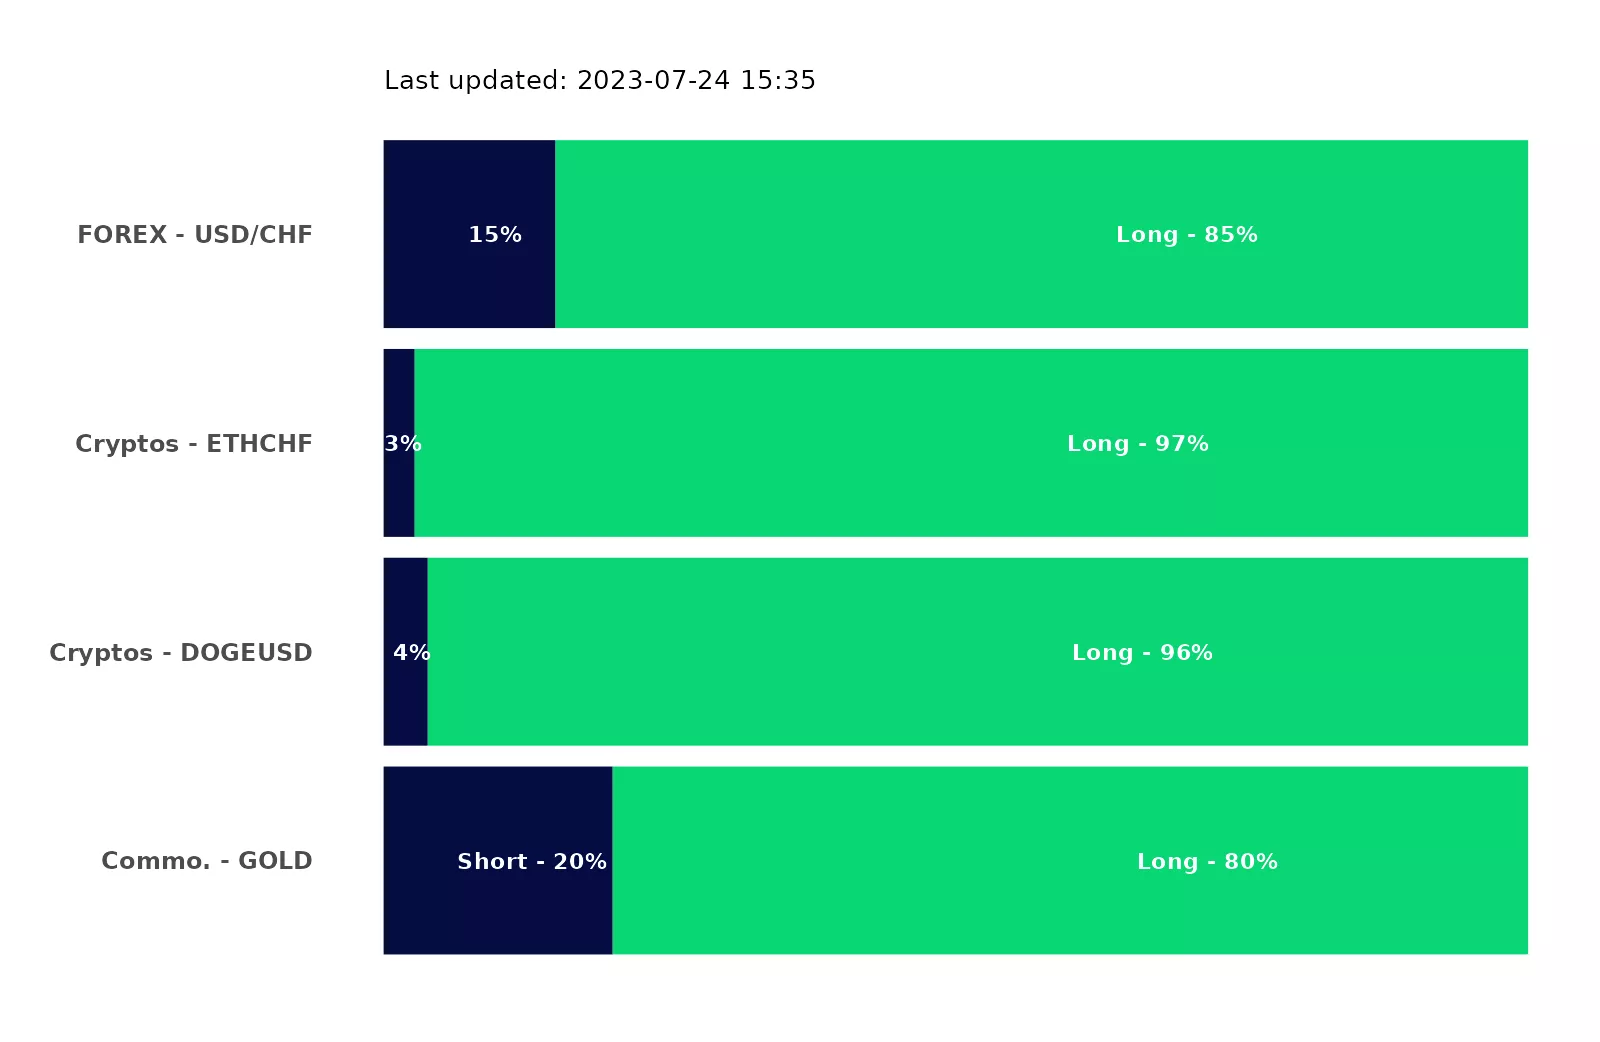 Last updated: 2023-07-24 15:35
FOREX - USD/CHF 15% Long - 85%
Cryptos - ETHCHF 3% Long - 97%
Cryptos - DOGEUSD 4% Long - 96%
Commo. - GOLD Short - 20% Long - 80%